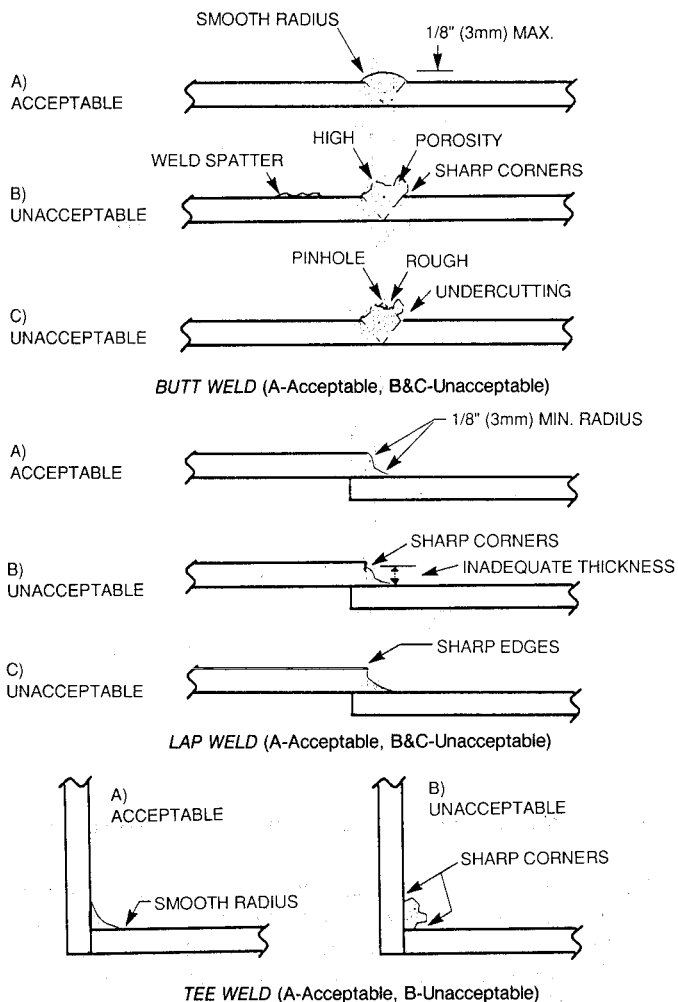 SMOOTH RADIUS
1/8" (3mm) MAX.
A)
ACCEPTABLE
HIGH
POROSITY
WELD SPATTER
SHARP CORNERS
B)
UNACCEPTABLE
PINHOLE
ROUGH
UNDERCUTTING
C)
UNACCEPTABLE
BUTT WELD (A-Acceptable, B&C-Unacceptable)
1/8" (3mm) MIN. RADIUS
A)
ACCEPTABLE
SHARP CORNERS
B)
UNACCEPTABLE
INADEQUATE THICKNESS
SHARP EDGES
C)
UNACCEPTABLE
LAP WELD (A-Acceptable, B&C-Unacceptable)
A)
ACCEPTABLE
SMOOTH RADIUS
B)
UNACCEPTABLE
SHARP CORNERS
TEE WELD (A-Acceptable, B-Unacceptable)